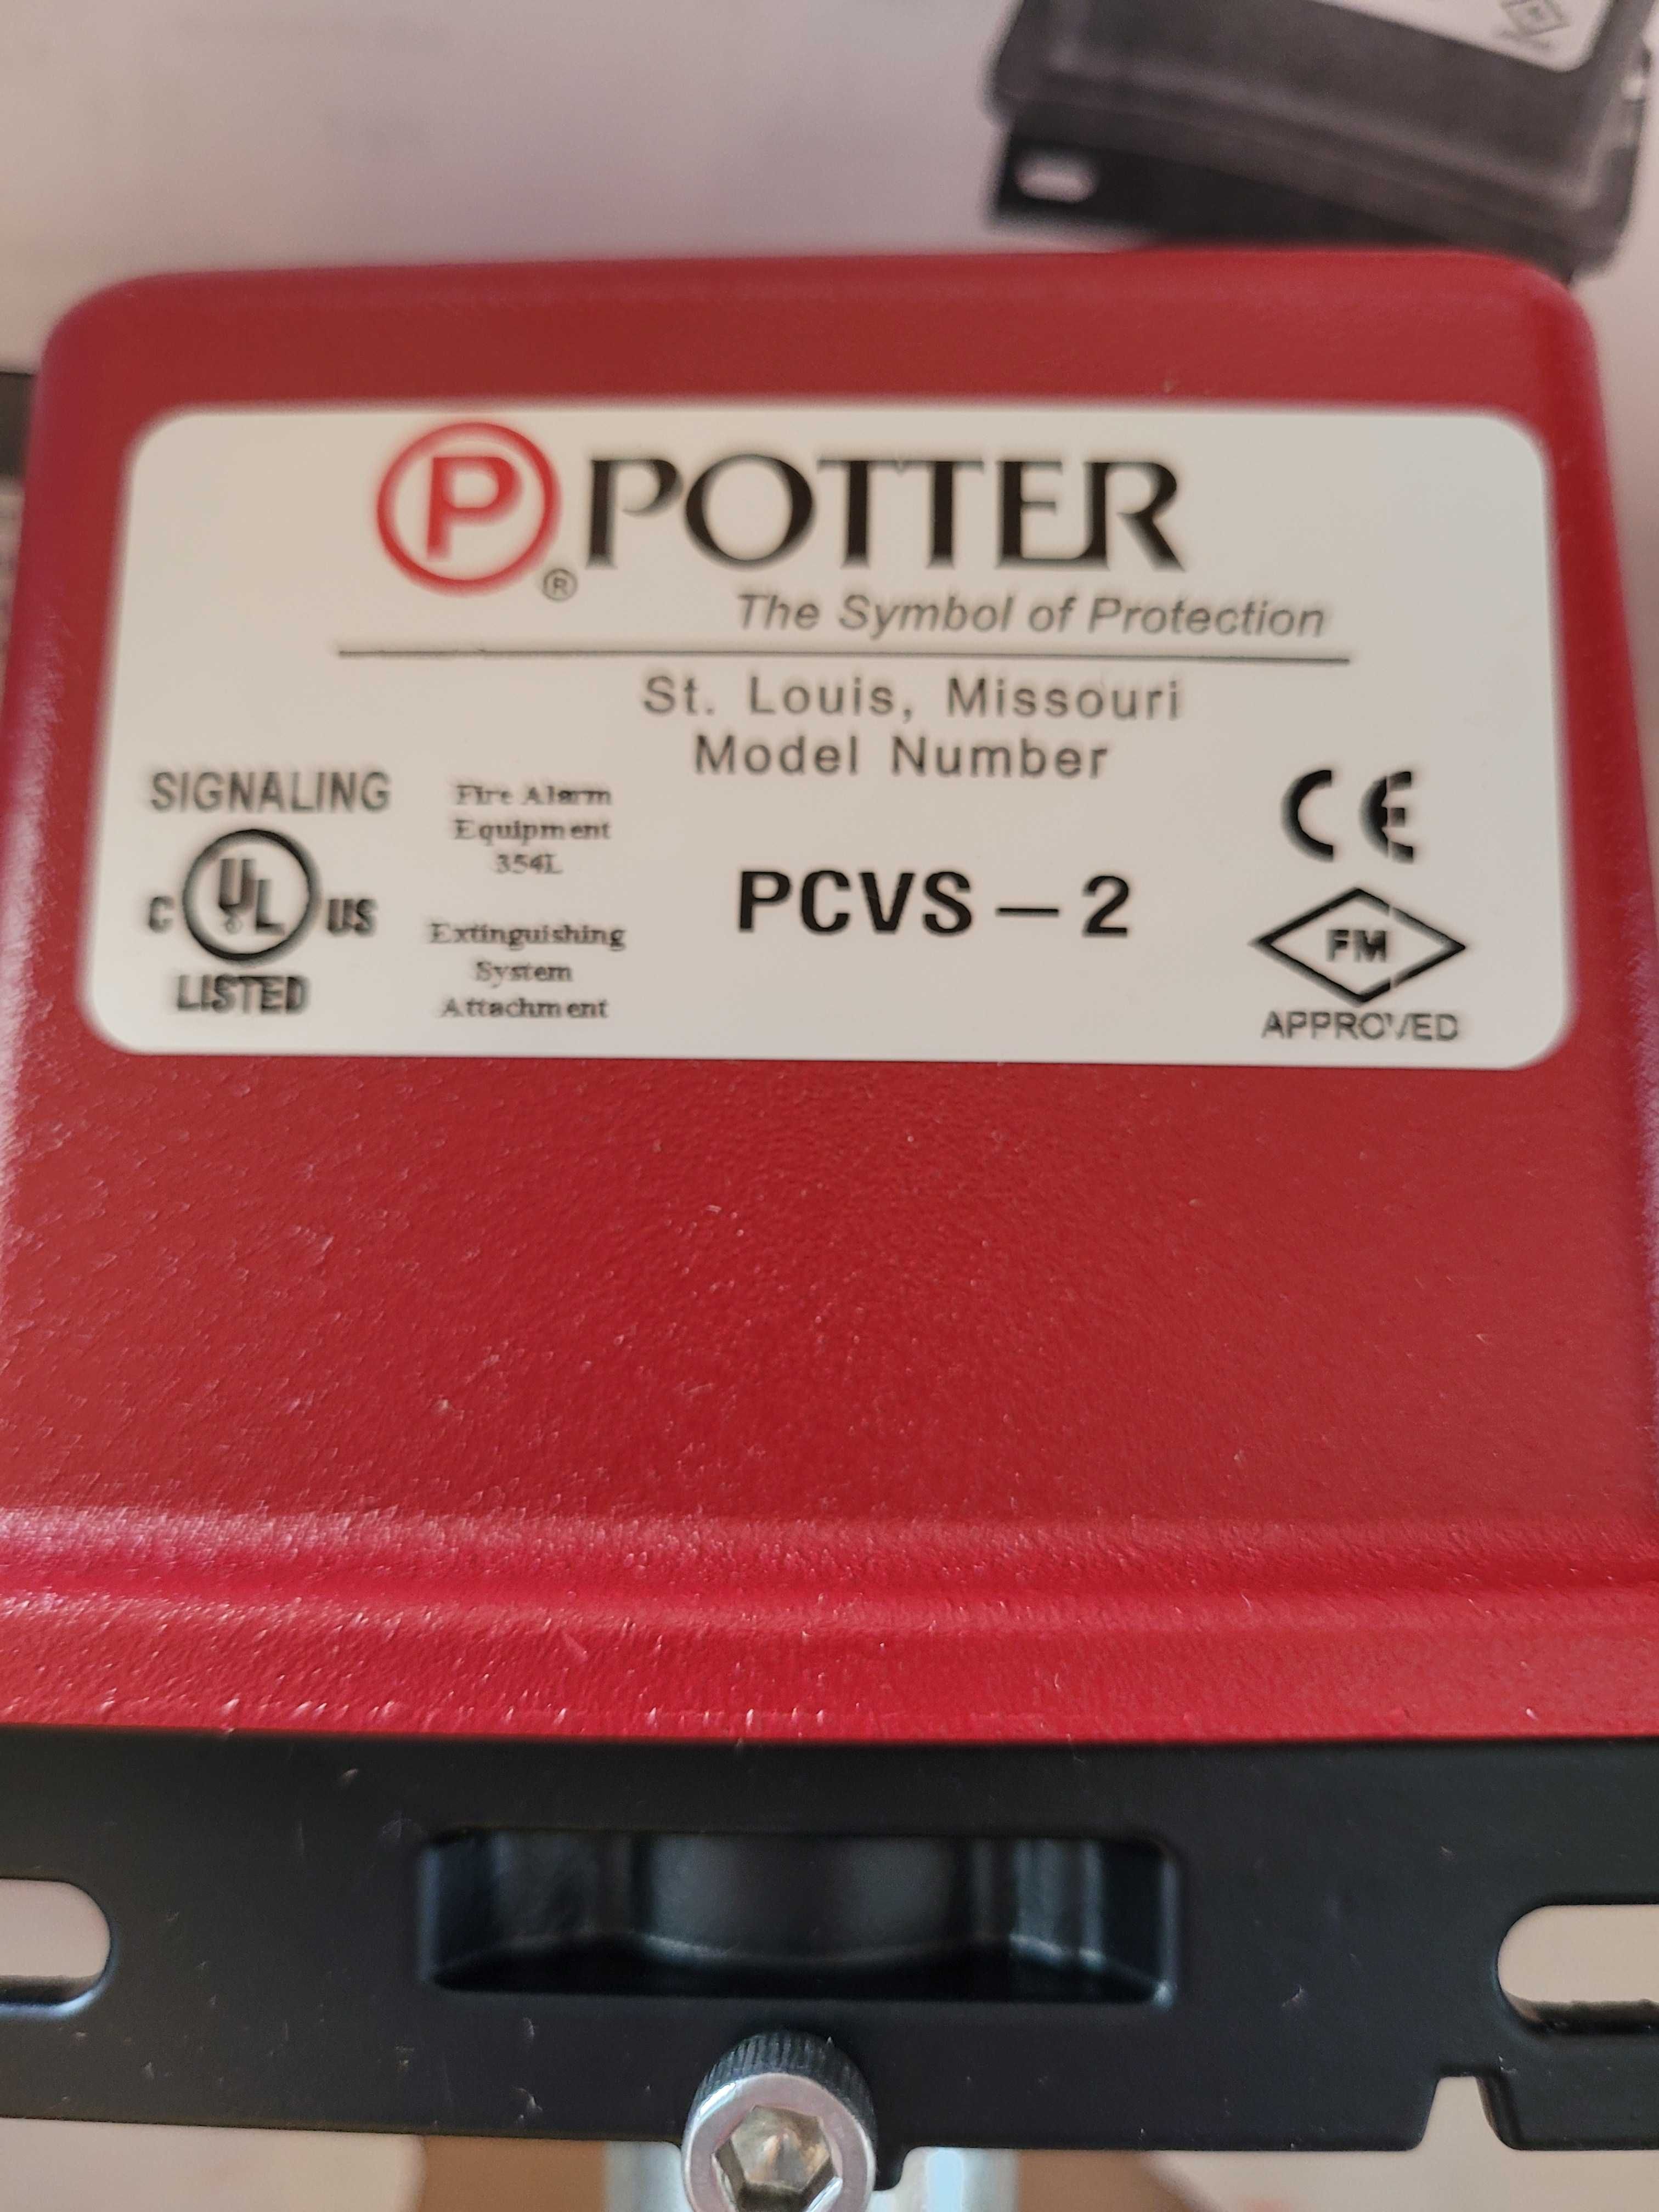 P POTTER
®
The Symbol of Protection
St. Louis, Missouri
Model Number
SIGNALING
C UL US
LISTED
Fire Alarm
Equipment
354L
Extinguishing
System
Attachment
PCVS-2
CE
FM
APPROVED